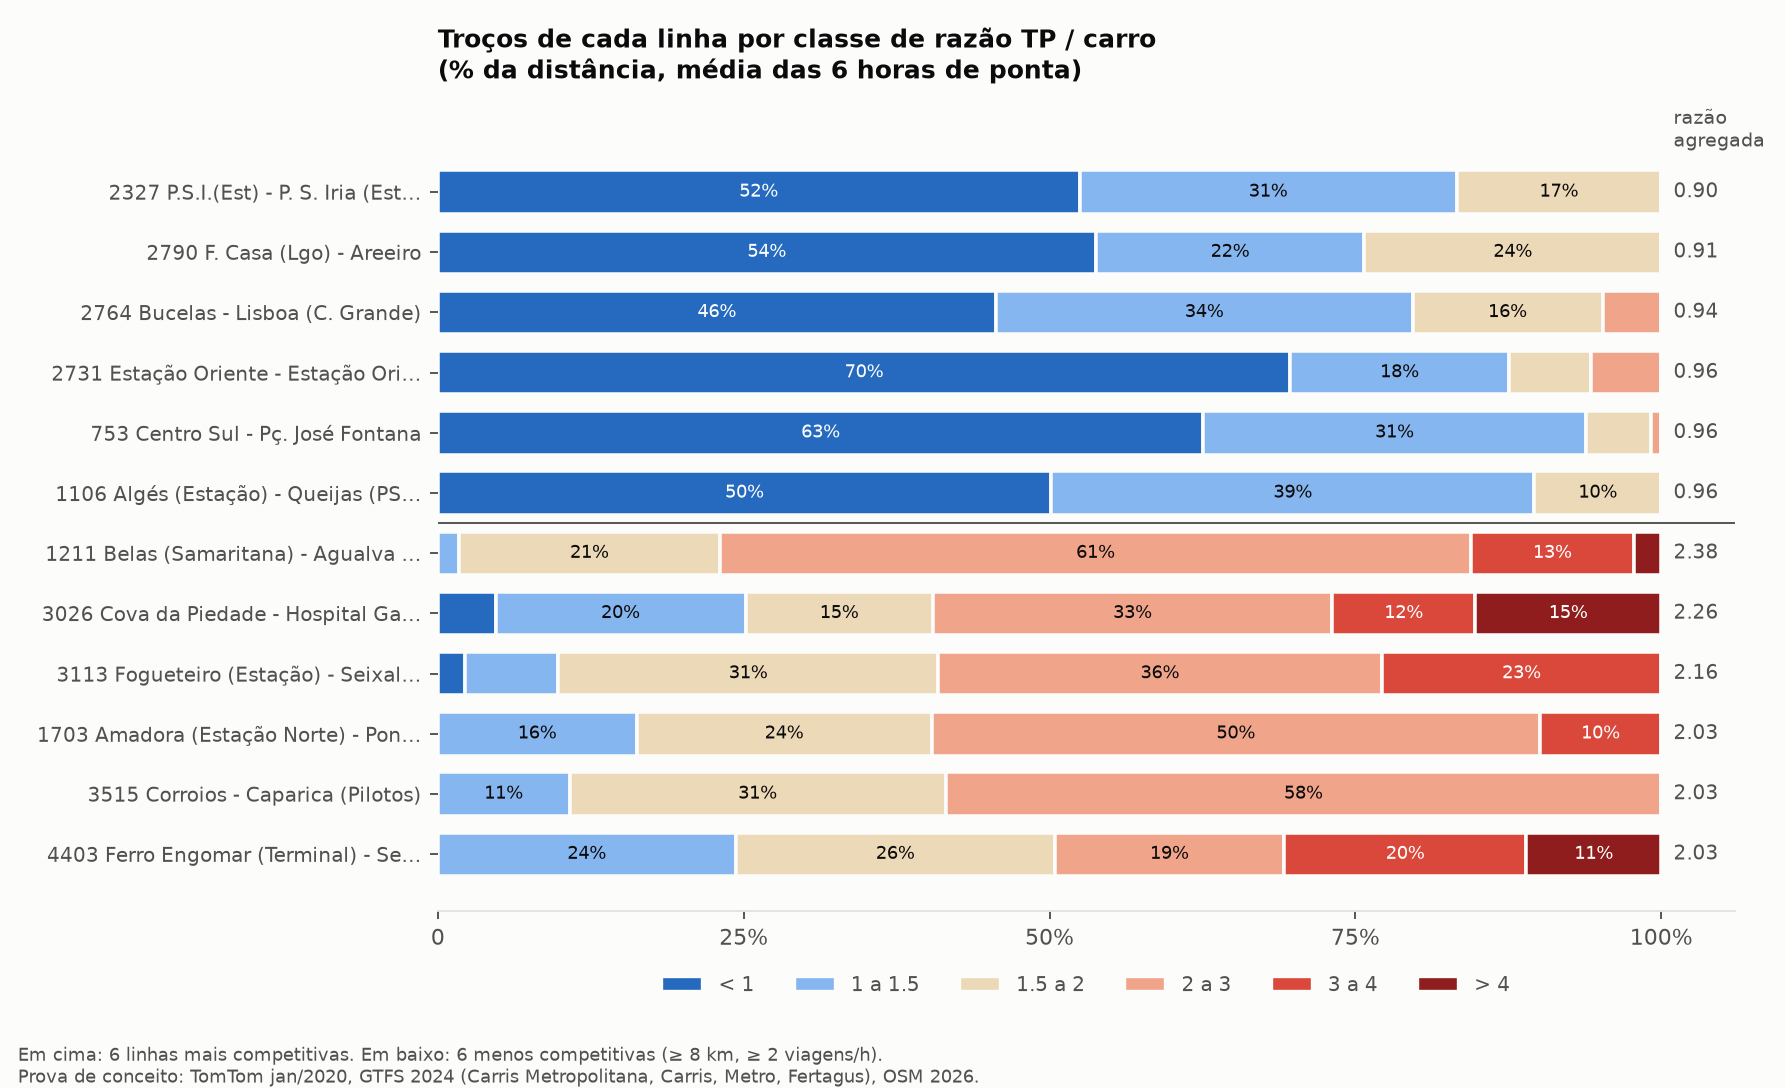 Troços de cada linha por classe de razão TP / carro
(% da distância, média das 6 horas de ponta)
razão
agregada
2327 P.S.I.(Est) - P. S. Iria (Est… 52% 31% 17% 0.90
2790 F. Casa (Lgo) - Areeiro 54% 22% 24% 0.91
2764 Bucelas - Lisboa (C. Grande) 46% 34% 16% 0.94
2731 Estação Oriente - Estação Ori… 70% 18% 0.96
753 Centro Sul - Pç. José Fontana 63% 31% 0.96
1106 Algés (Estação) - Queijas (PS… 50% 39% 10% 0.96
1211 Belas (Samaritana) - Agualva … 21% 61% 13% 2.38
3026 Cova da Piedade - Hospital Ga… 20% 15% 33% 12% 15% 2.26
3113 Fogueteiro (Estação) - Seixal… 31% 36% 23% 2.16
1703 Amadora (Estação Norte) - Pon… 16% 24% 50% 10% 2.03
3515 Corroios - Caparica (Pilotos) 11% 31% 58% 2.03
4403 Ferro Engomar (Terminal) - Se… 24% 26% 19% 20% 11% 2.03
0 25% 50% 75% 100%
< 1 1 a 1.5 1.5 a 2 2 a 3 3 a 4 > 4
Em cima: 6 linhas mais competitivas. Em baixo: 6 menos competitivas (≥ 8 km, ≥ 2 viagens/h).
Prova de conceito: TomTom jan/2020, GTFS 2024 (Carris Metropolitana, Carris, Metro, Fertagus), OSM 2026.